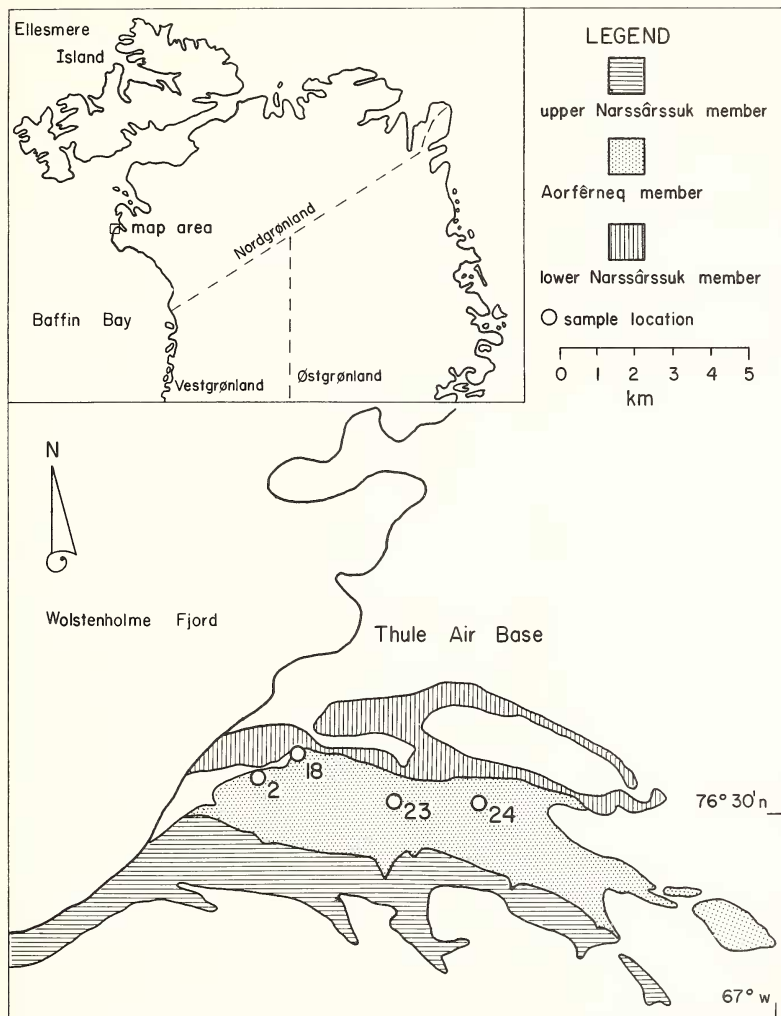 Ellesmere
Island
map area
Nordgrønland
Baffin Bay
Vestgrønland
Østgrønland
LEGEND
upper Narssârssuk member
Aorfêrneq member
lower Narssârssuk member
sample location
0 1 2 3 4 5
km
N
Wolstenholme Fjord
Thule Air Base
18
2
23
24
76° 30'n
67° w